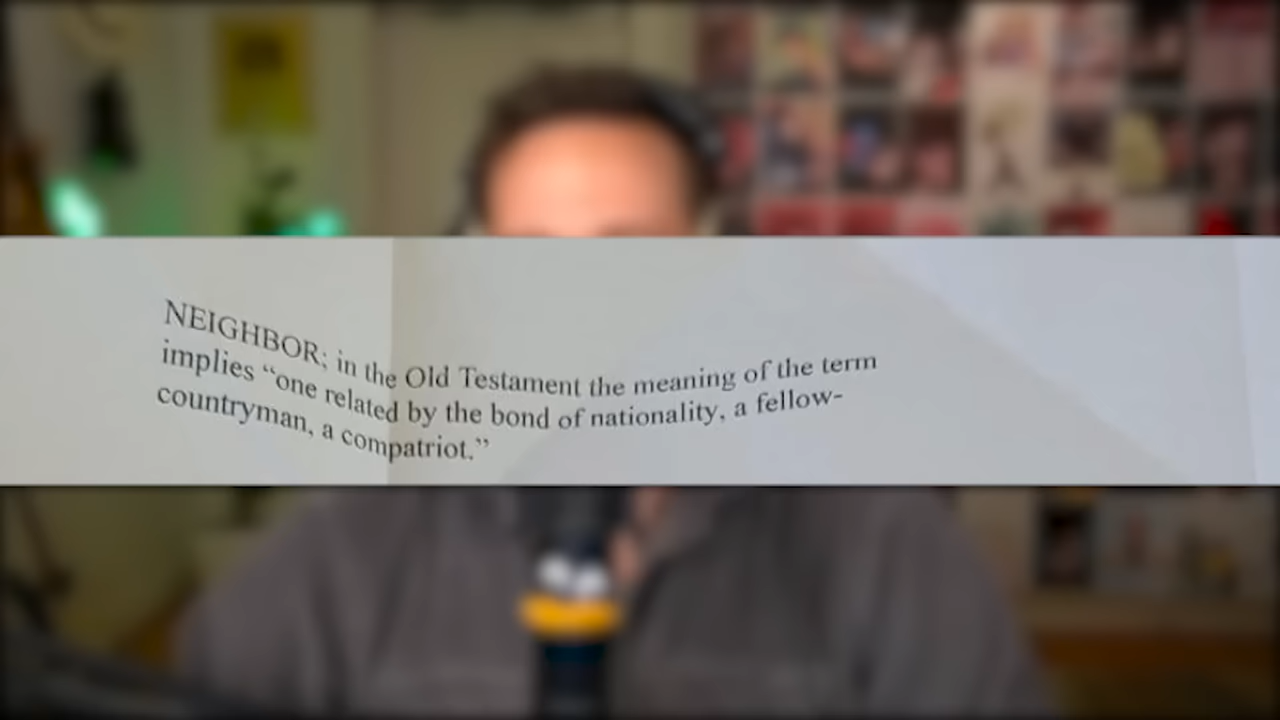 NEIGHBOR; in the Old Testament the meaning of the term
implies “one related by the bond of nationality, a fellow-
countryman, a compatriot.”